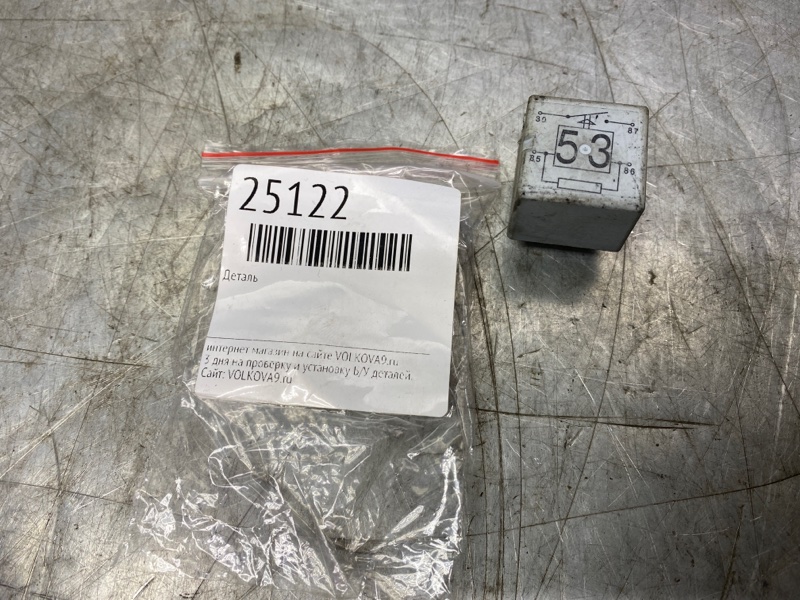 25122
Деталь
интернет магазин на сайте VOLKOVA9.ru
3 дня на проверку и установку b/У деталей.
Сайт: VOLKOVA9.ru
30 87
53
85 86